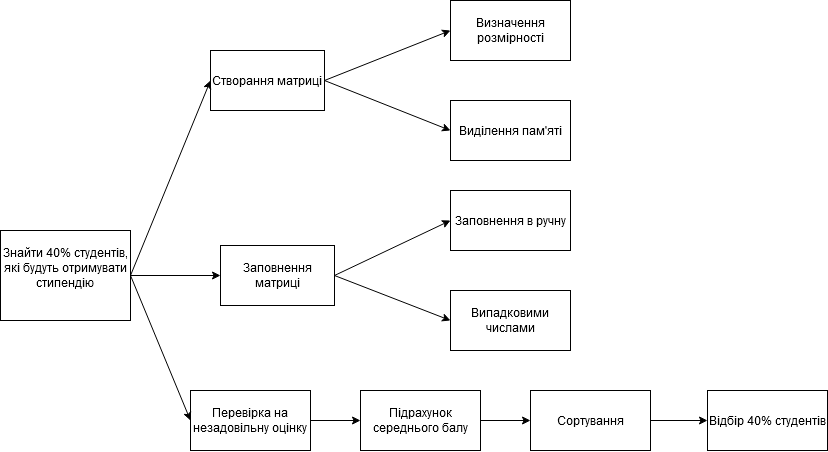 Визначення
розмірності
Створання матриці
Виділення пам'яті
Заповнення в ручну
Знайти 40% студентів,
які будуть отримувати
стипендію
Заповнення
матриці
Випадковими
числами
Перевірка на
незадовільну оцінку
Підрахунок
середнього балу
Сортування
Відбір 40% студентів